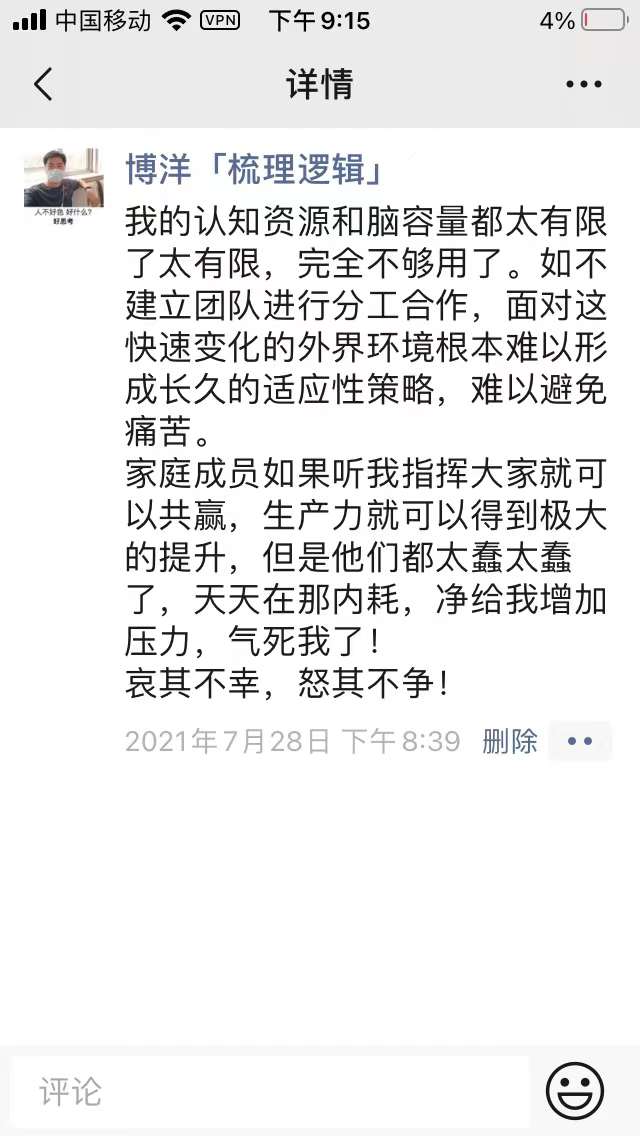 中国移动 VPN 下午9:15 4%
详情
博洋「梳理逻辑」
人不好色 好什么?
好思考
我的认知资源和脑容量都太有限
了太有限，完全不够用了。如不
建立团队进行分工合作，面对这
快速变化的外界环境根本难以形
成长久的适应性策略，难以避免
痛苦。
家庭成员如果听我指挥大家就可
以共赢，生产力就可以得到极大
的提升，但是他们都太蠢太蠢
了，天天在那内耗，净给我增加
压力，气死我了！
哀其不幸，怒其不争！
2021年7月28日 下午8:39 删除
评论